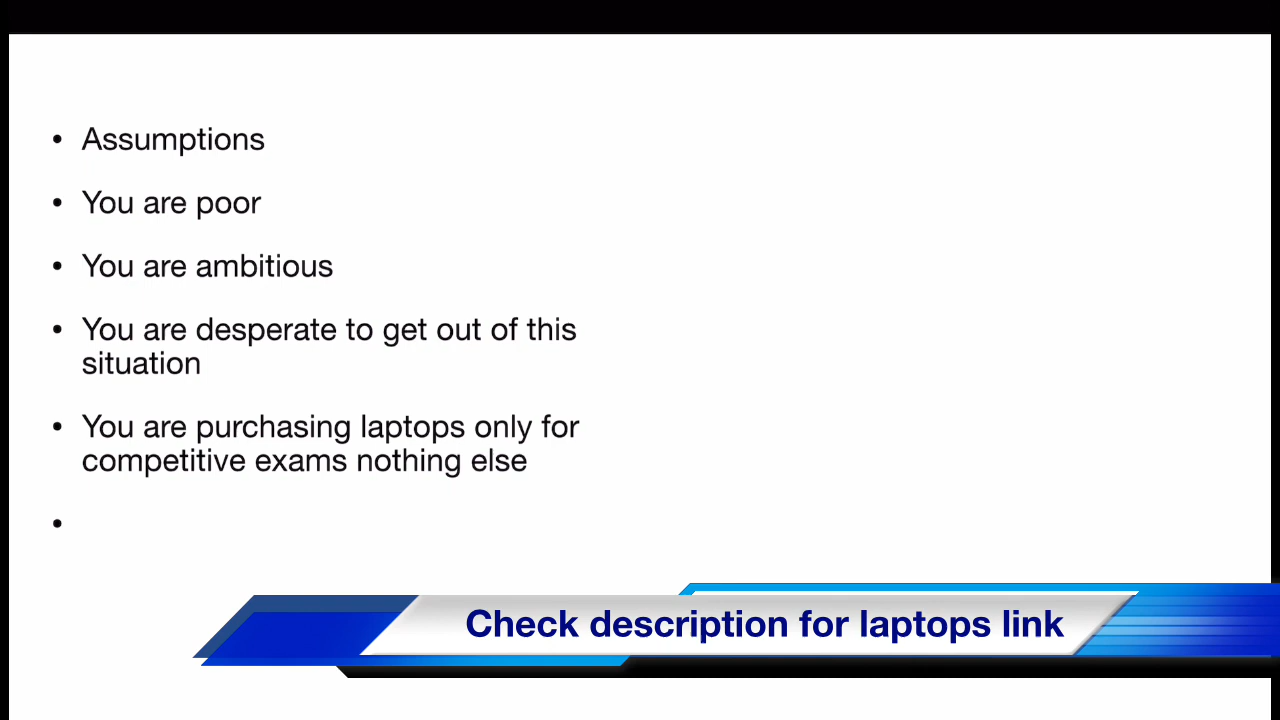 • Assumptions
• You are poor
• You are ambitious
• You are desperate to get out of this
situation
• You are purchasing laptops only for
competitive exams nothing else
•
Check description for laptops link